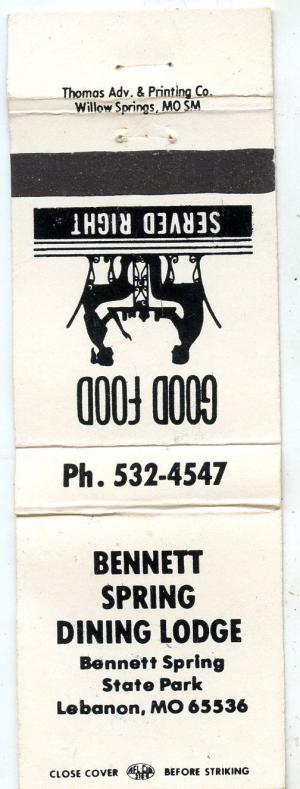 Thomas Adv. & Printing Co.
Willow Springs, MO SM
GOOD FOOD
SERVED RIGHT
Ph. 532-4547
BENNETT
SPRING
DINING LODGE
Bennett Spring
State Park
Lebanon, MO 65536
CLOSE COVER BEFORE STRIKING